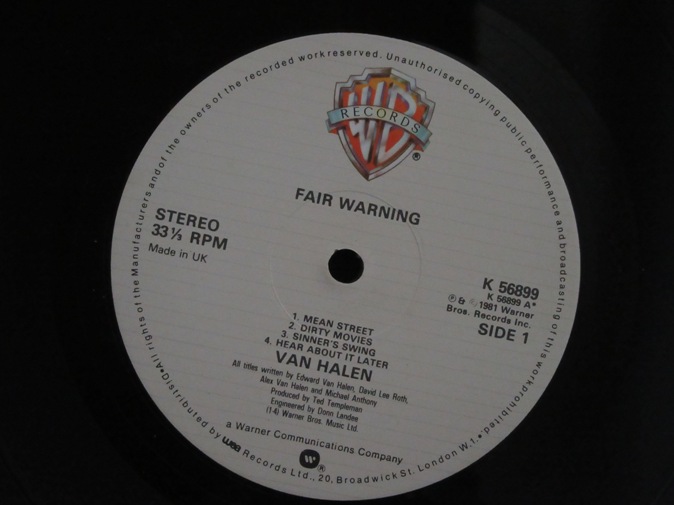 All rights of the Manufacturers and of the owners of the recorded work reserved. Unauthorised copying public performance and broadcasting of this work prohibited.
WB
RECORDS
®
FAIR WARNING
STEREO
33⅓ RPM
Made in UK
K 56899
K 56899 A*
℗ & © 1981 Warner
Bros. Records Inc.
SIDE 1
1. MEAN STREET
2. DIRTY MOVIES
3. SINNER'S SWING
4. HEAR ABOUT IT LATER
VAN HALEN
All titles written by Edward Van Halen, David Lee Roth,
Alex Van Halen and Michael Anthony
Produced by Ted Templeman
Engineered by Donn Landee
(1-4) Warner Bros. Music Ltd.
a Warner Communications Company
W ®
Distributed by wea Records Ltd., 20, Broadwick St. London W.1.